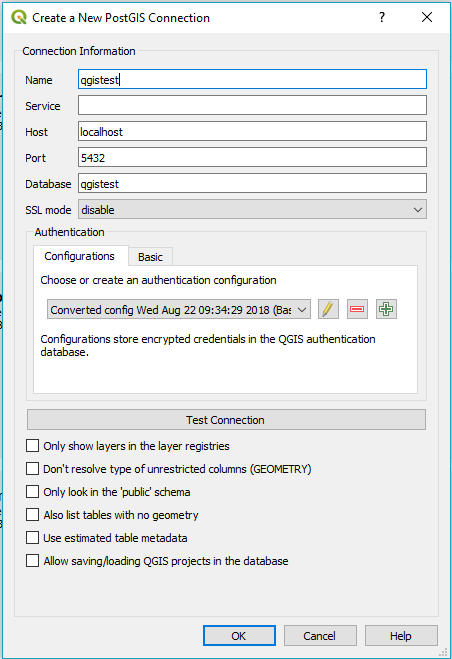 Create a New PostGIS Connection
Connection Information
Name qgistest
Service
Host localhost
Port 5432
Database qgistest
SSL mode disable
Authentication
Configurations Basic
Choose or create an authentication configuration
Converted config Wed Aug 22 09:34:29 2018 (Bas
Configurations store encrypted credentials in the QGIS authentication
database.
Test Connection
Only show layers in the layer registries
Don't resolve type of unrestricted columns (GEOMETRY)
Only look in the 'public' schema
Also list tables with no geometry
Use estimated table metadata
Allow saving/loading QGIS projects in the database
OK Cancel Help